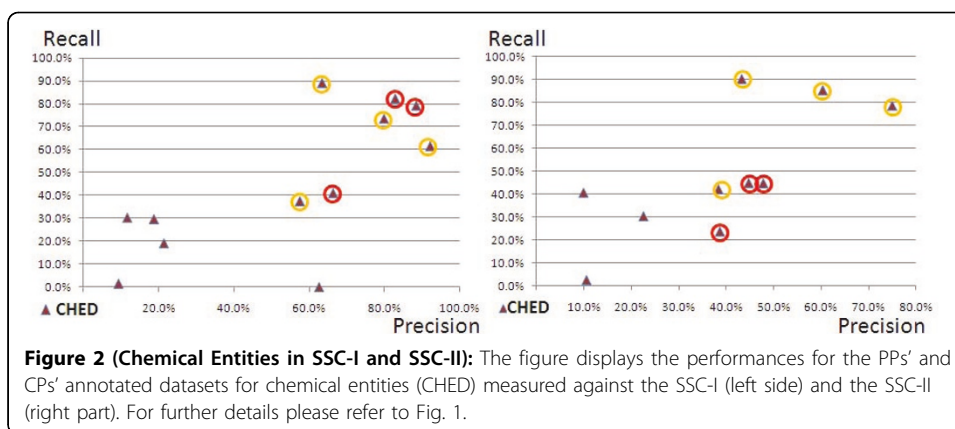 Recall
100.0%
90.0%
80.0%
70.0%
60.0%
50.0%
40.0%
30.0%
20.0%
10.0%
0.0%
20.0% 40.0% 60.0% 80.0% 100.0%
CHED
Precision
Recall
100.0%
90.0%
80.0%
70.0%
60.0%
50.0%
40.0%
30.0%
20.0%
10.0%
0.0%
10.0% 20.0% 30.0% 40.0% 50.0% 60.0% 70.0% 80.0%
CHED
Precision
Figure 2 (Chemical Entities in SSC-I and SSC-II): The figure displays the performances for the PPs' and
CPs' annotated datasets for chemical entities (CHED) measured against the SSC-I (left side) and the SSC-II
(right part). For further details please refer to Fig. 1.